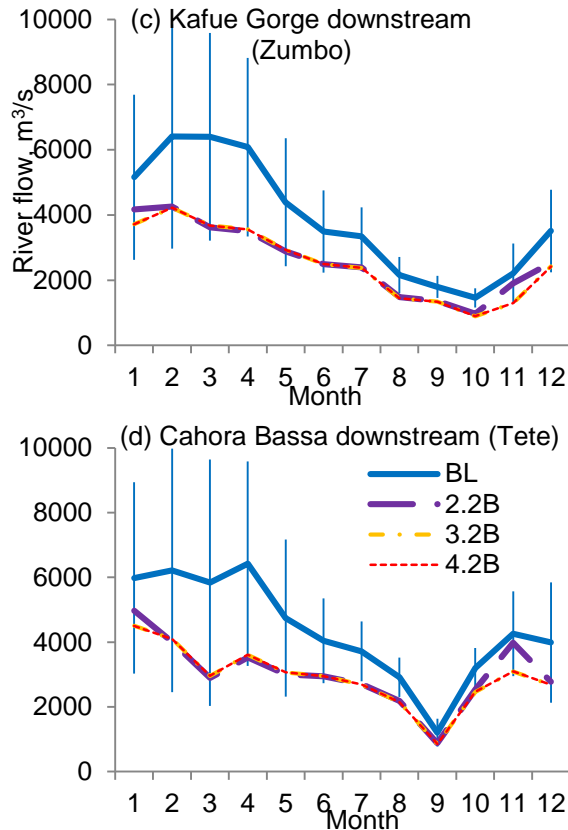 (c) Kafue Gorge downstream
(Zumbo)
River flow, m³/s
10000
8000
6000
4000
2000
0
1 2 3 4 5 6 7 8 9 10 11 12
Month
(d) Cahora Bassa downstream (Tete)
BL
2.2B
3.2B
4.2B
10000
8000
6000
4000
2000
0
1 2 3 4 5 6 7 8 9 10 11 12
Month